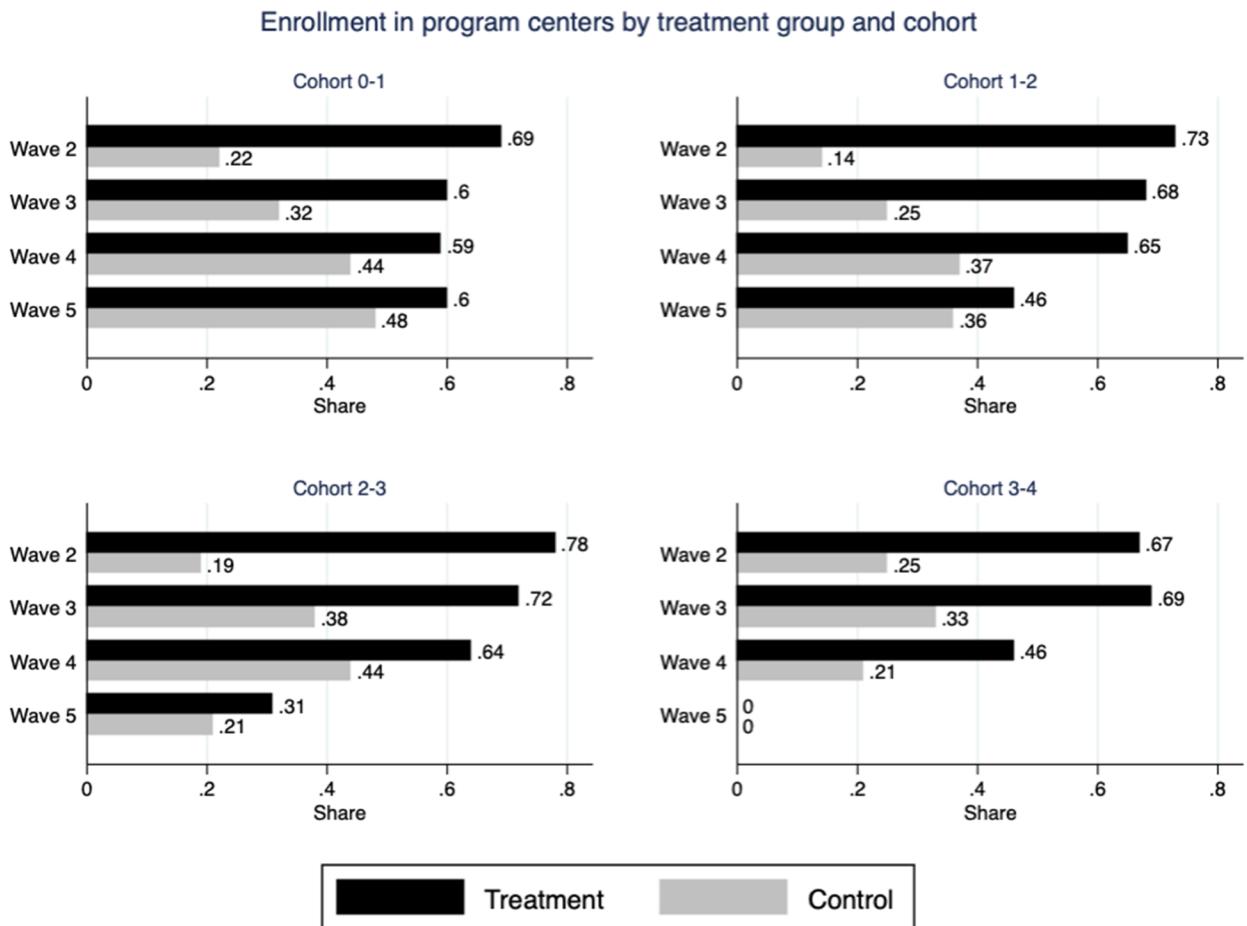 Enrollment in program centers by treatment group and cohort
Cohort 0-1
Wave 2
.69
.22
Wave 3
.6
.32
Wave 4
.59
.44
Wave 5
.6
.48
0 .2 .4 .6 .8
Share
Cohort 1-2
Wave 2
.73
.14
Wave 3
.68
.25
Wave 4
.65
.37
Wave 5
.46
.36
0 .2 .4 .6 .8
Share
Cohort 2-3
Wave 2
.78
.19
Wave 3
.72
.38
Wave 4
.64
.44
Wave 5
.31
.21
0 .2 .4 .6 .8
Share
Cohort 3-4
Wave 2
.67
.25
Wave 3
.69
.33
Wave 4
.46
.21
Wave 5
0
0
0 .2 .4 .6 .8
Share
Treatment Control